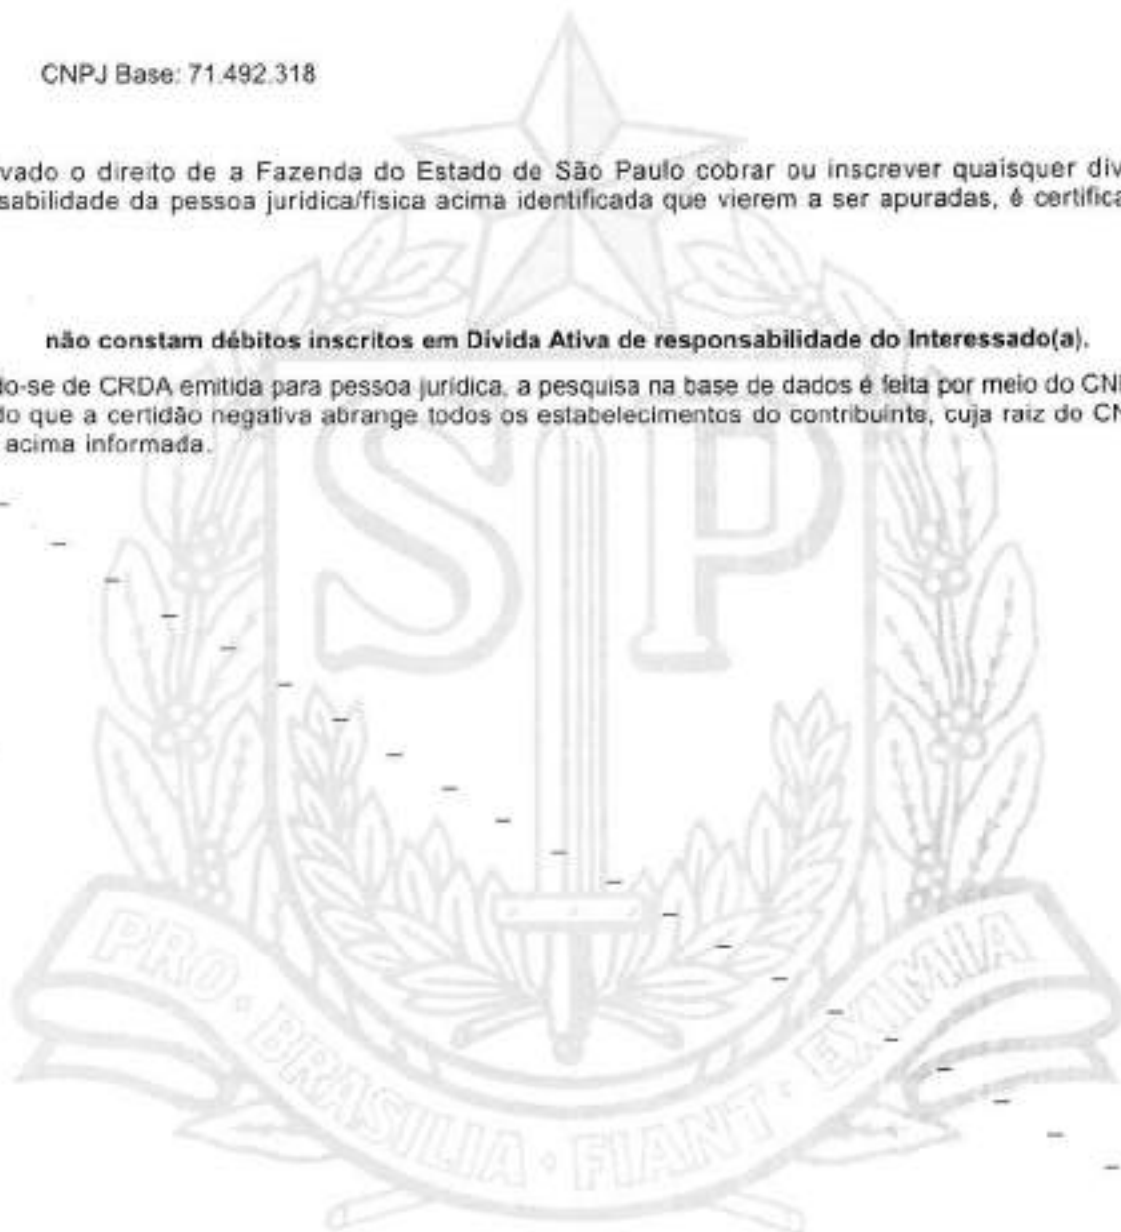 CNPJ Base: 71.492.318
vado o direito de a Fazenda do Estado de São Paulo cobrar ou inscrever quaisquer div
sabilidade da pessoa jurídica/física acima identificada que vierem a ser apuradas, é certifica
não constam débitos inscritos em Dívida Ativa de responsabilidade do Interessado(a).
do-se de CRDA emitida para pessoa jurídica, a pesquisa na base de dados é feita por meio do CN
do que a certidão negativa abrange todos os estabelecimentos do contribuinte, cuja raiz do CN
acima informada.
SP
PRO · BRASILIA · FIANT · EXIMIA